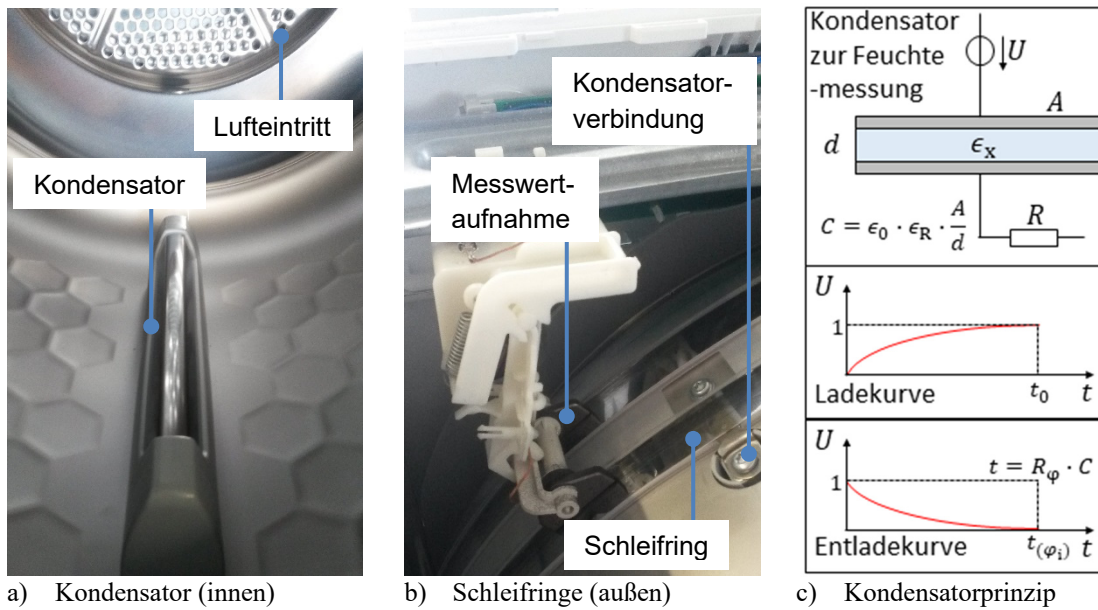 Lufteintritt
Kondensator
a) Kondensator (innen)
Kondensator-
verbindung
Messwert-
aufnahme
Schleifring
b) Schleifringe (außen)
Kondensator
zur Feuchte
-messung
U
A
d
ϵx
C = ϵ0 · ϵR · A/d
R
U
1
t0
t
Ladekurve
U
t = Rφ · C
1
t(φi)
t
Entladekurve
c) Kondensatorprinzip